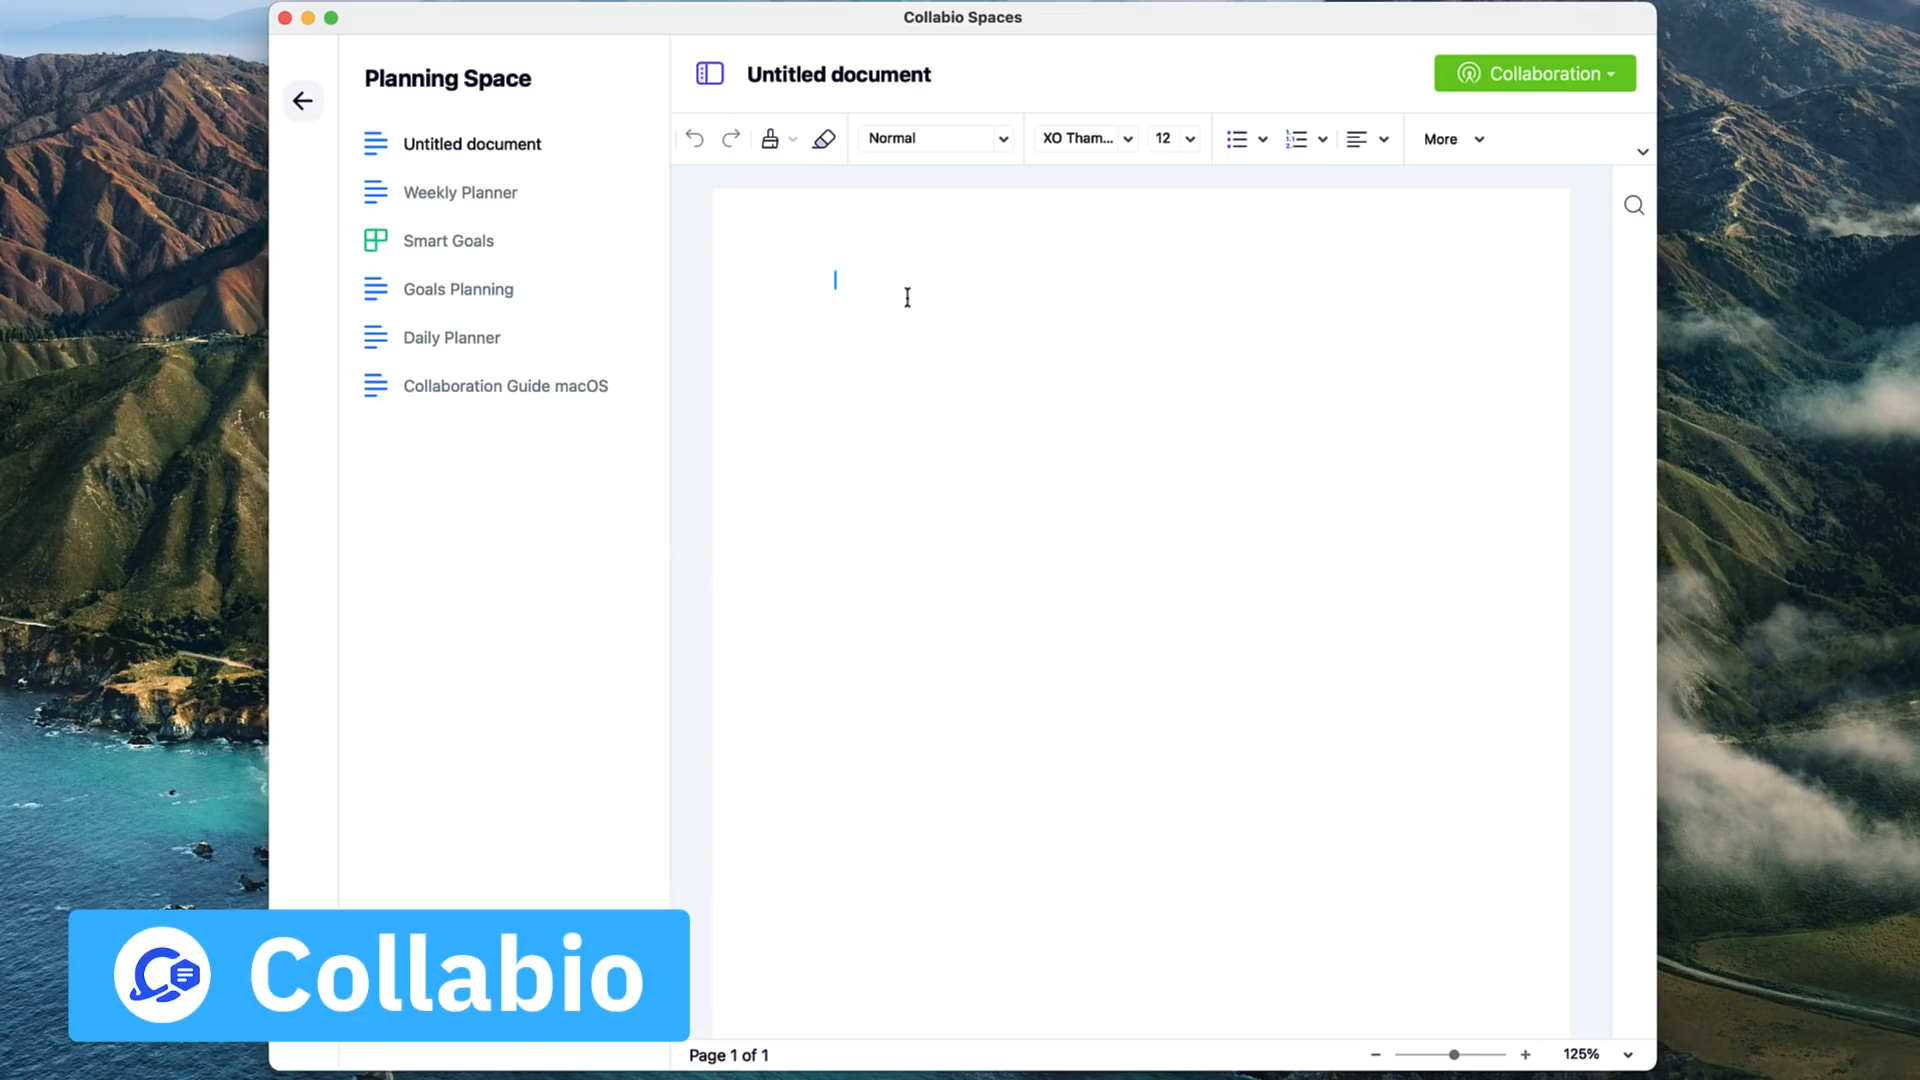 Collabio Spaces
Planning Space
Untitled document
Collaboration
Untitled document
Weekly Planner
Smart Goals
Goals Planning
Daily Planner
Collaboration Guide macOS
Normal
XO Tham...
12
More
Page 1 of 1
125%
Collabio